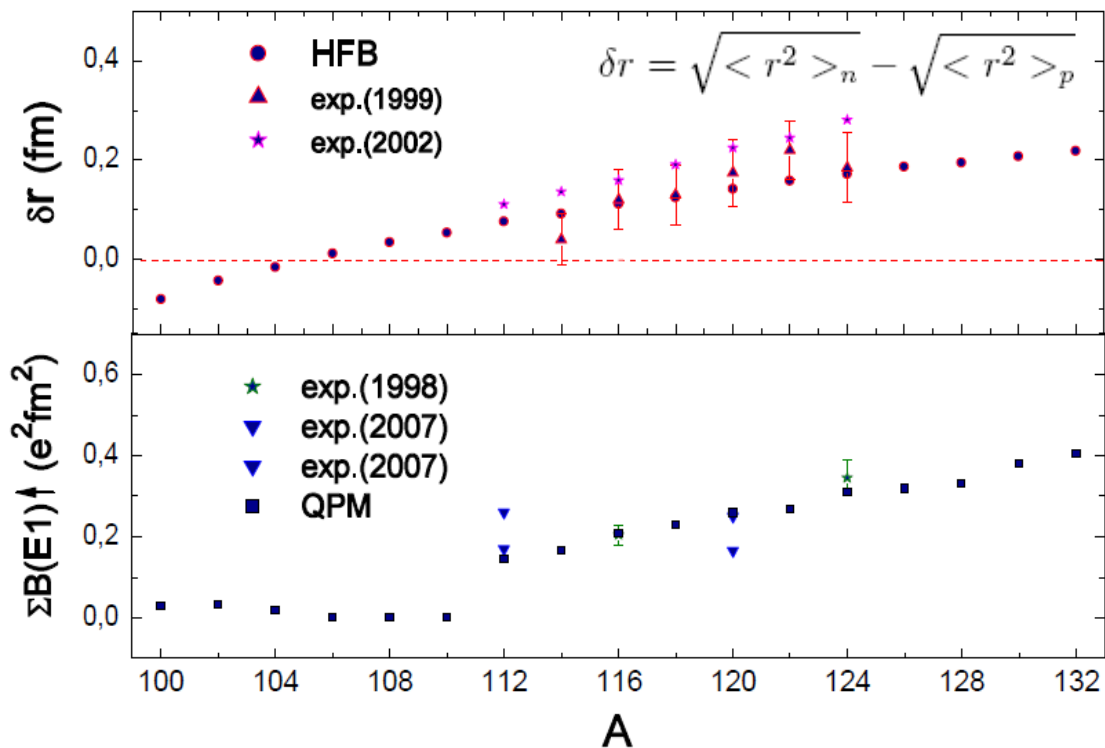 0,4
HFB
δr = √< r² >ₙ − √< r² >ₚ
exp.(1999)
exp.(2002)
0,2
0,0
δr (fm)
0,6
exp.(1998)
exp.(2007)
0,4
exp.(2007)
QPM
0,2
0,0
ΣB(E1)↑ (e²fm²)
100 104 108 112 116 120 124 128 132
A